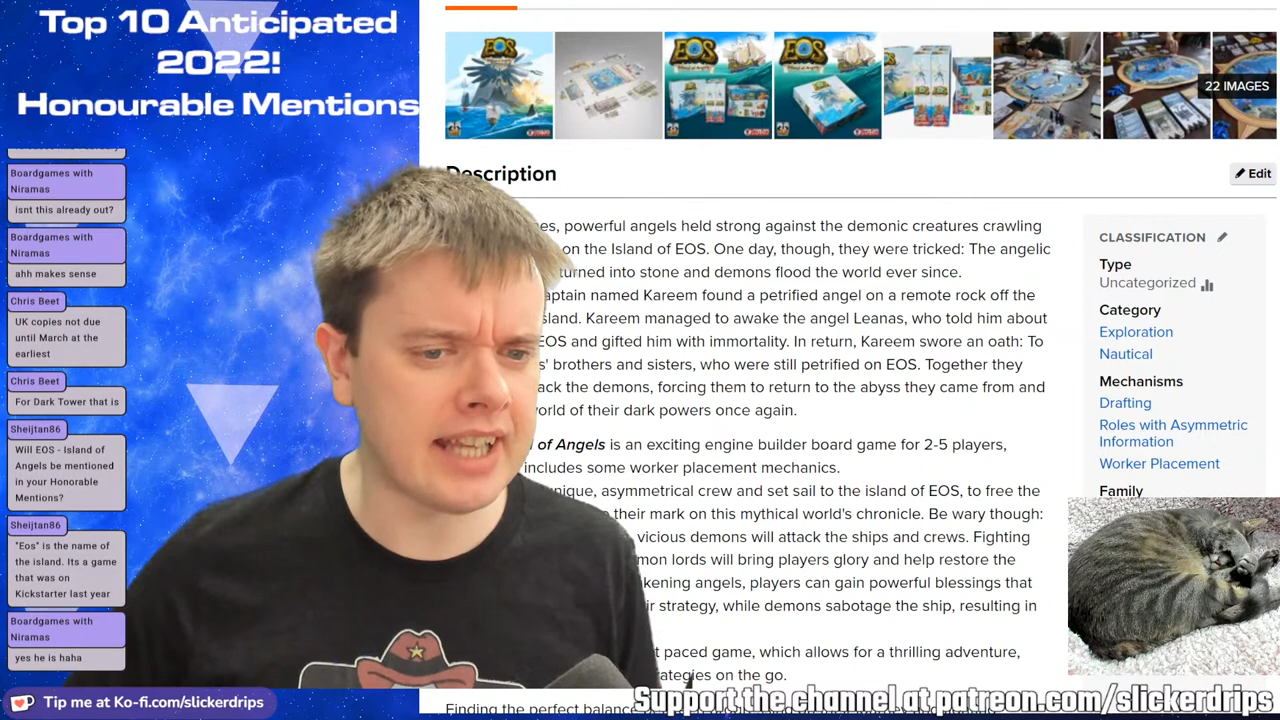 Top 10 Anticipated
2022!
Honourable Mentions
Boardgames with
Niramas
isnt this already out?
Boardgames with
Niramas
ahh makes sense
Chris Beet
UK copies not due
until March at the
earliest
Chris Beet
For Dark Tower that is
Sheijtan86
Will EOS - Island of
Angels be mentioned
in your Honorable
Mentions?
Sheijtan86
"Eos" is the name of
the island. Its a game
that was on
Kickstarter last year
Boardgames with
Niramas
yes he is haha
Tip me at Ko-fi.com/slickerdrips
EOS
EOS
EOS
22 IMAGES
Description
Edit
powerful angels held strong against the demonic creatures crawling
on the Island of EOS. One day, though, they were tricked: The angelic
turned into stone and demons flood the world ever since.
captain named Kareem found a petrified angel on a remote rock off the
island. Kareem managed to awake the angel Leanas, who told him about
EOS and gifted him with immortality. In return, Kareem swore an oath: To
brothers and sisters, who were still petrified on EOS. Together they
the demons, forcing them to return to the abyss they came from and
world of their dark powers once again.
of Angels is an exciting engine builder board game for 2-5 players,
includes some worker placement mechanics.
unique, asymmetrical crew and set sail to the island of EOS, to free the
their mark on this mythical world's chronicle. Be wary though:
vicious demons will attack the ships and crews. Fighting
lords will bring players glory and help restore the
angels, players can gain powerful blessings that
strategy, while demons sabotage the ship, resulting in
paced game, which allows for a thrilling adventure,
on the go.
Finding the perfect balance
CLASSIFICATION
Type
Uncategorized
Category
Exploration
Nautical
Mechanisms
Drafting
Roles with Asymmetric
Information
Worker Placement
Family
Support the channel at patreon.com/slickerdrips